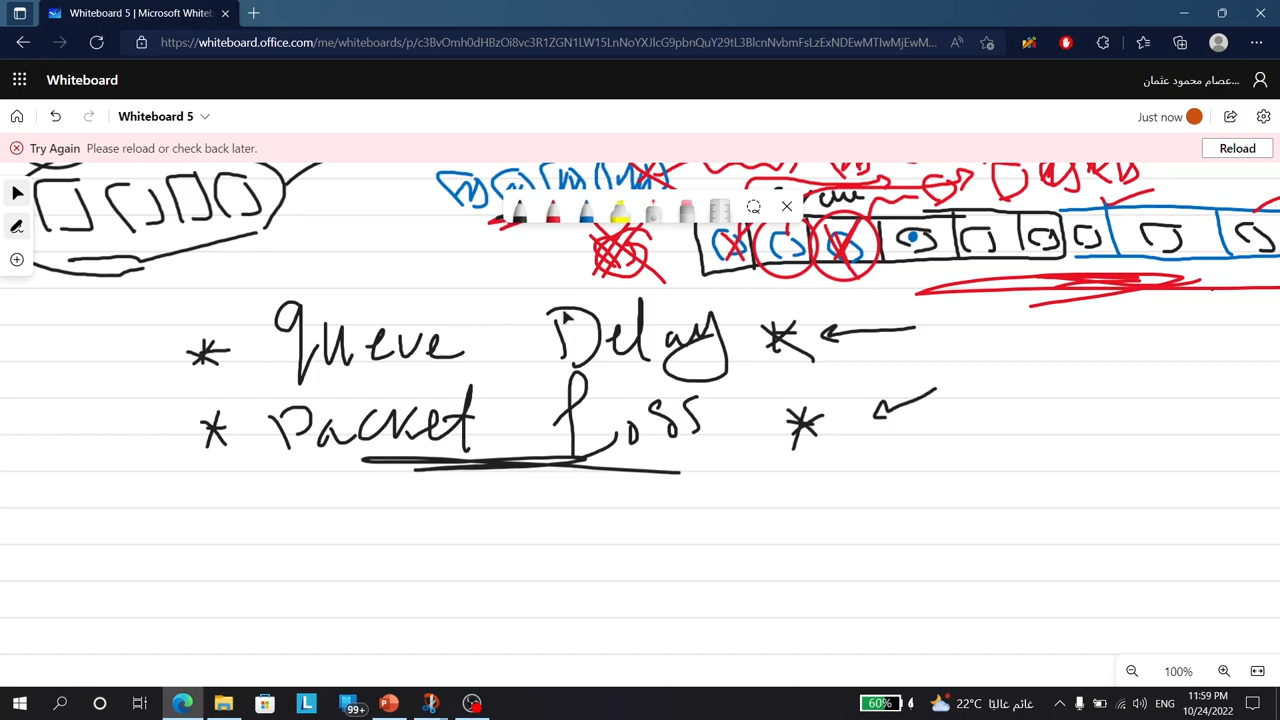 Whiteboard 5 | Microsoft Whiteb
https://whiteboard.office.com/me/whiteboards/p/c3BvOmh0dHBzOi8vc3R1ZGN1LW15LnNoYXJlcG9pbnQuY29tL3BlcnNvbmFsLzExNDEwMTIwMjEwM...
Whiteboard
عصام محمود عثمان...
Whiteboard 5
Just now
Try Again Please reload or check back later.
Reload
* Queue Delay *
* Packet Loss *
100%
99+
60%
22°C غائم غالبًا
ENG
11:59 PM
10/24/2022